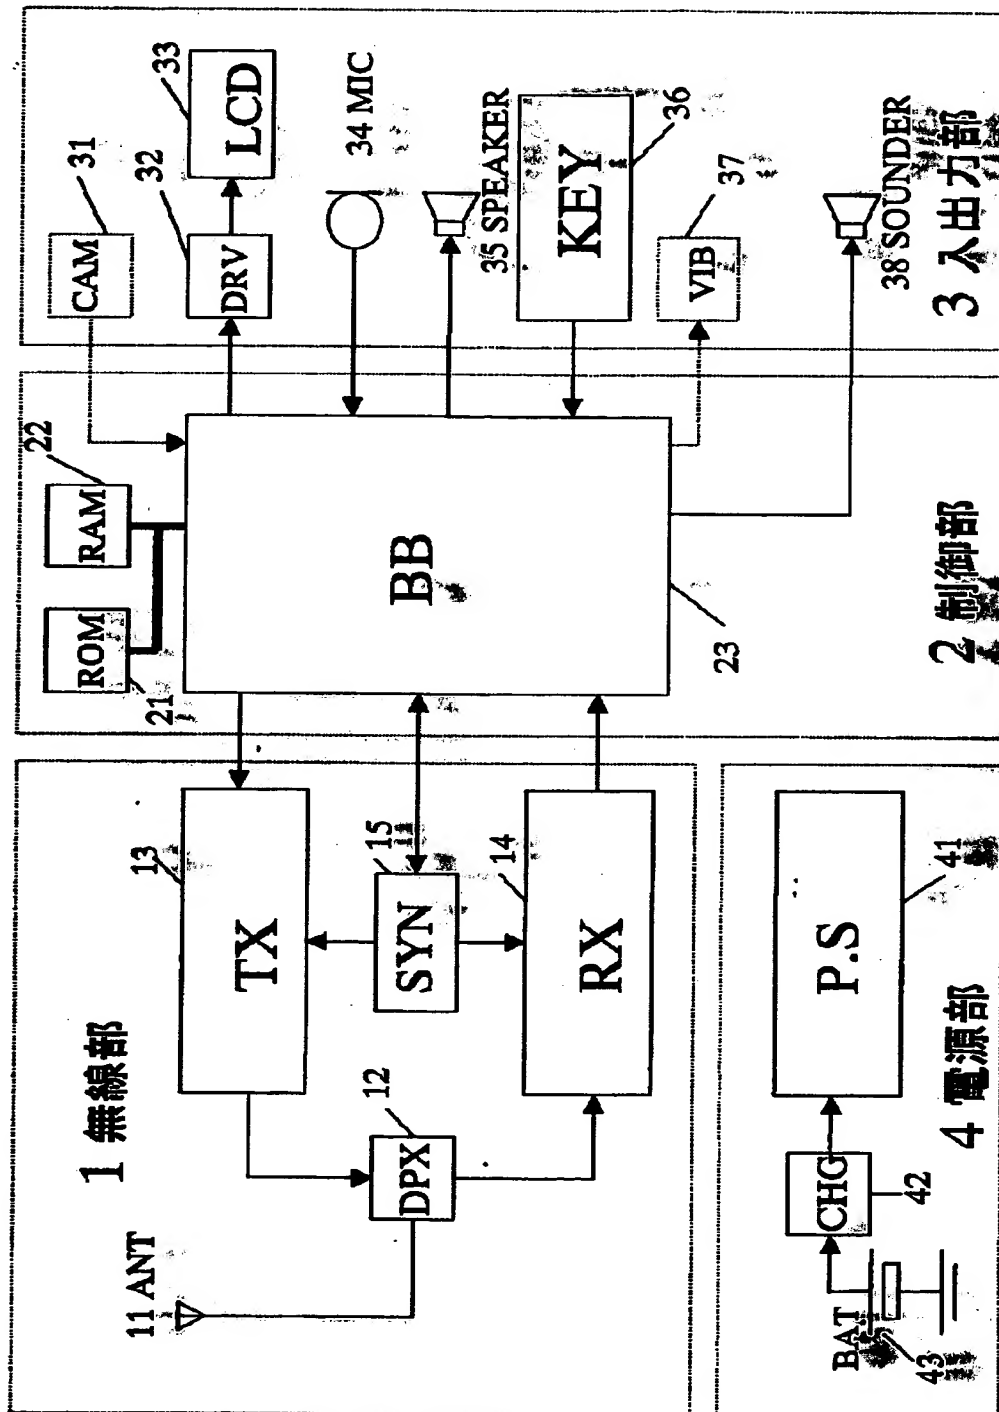 1 無線部
11 ANT
DPX
12
TX
13
SYN
15
RX
14
2 制御部
ROM
21
RAM
22
BB
23
3 入出力部
CAM
31
DRV
32
LCD
33
34 MIC
35 SPEAKER
KEY
36
VIB
37
38 SOUNDER
4 電源部
BAT
43
CHG
42
P.S
41